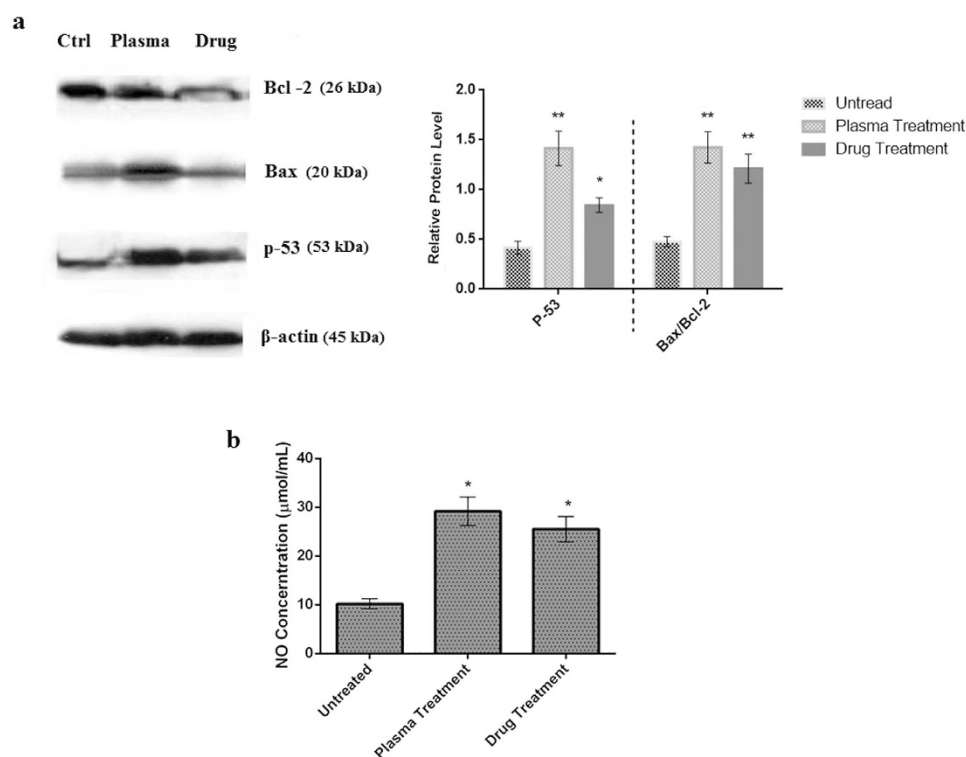 a
Ctrl Plasma Drug
Bcl -2 (26 kDa)
Bax (20 kDa)
p-53 (53 kDa)
β-actin (45 kDa)
Relative Protein Level
2.0
1.5
1.0
0.5
0.0
** * ** **
P-53
Bax/Bcl-2
Untread
Plasma Treatment
Drug Treatment
b
NO Concerntration (μmol/mL)
40
30
20
10
0
* *
Untreated
Plasma Treatment
Drug Treatment